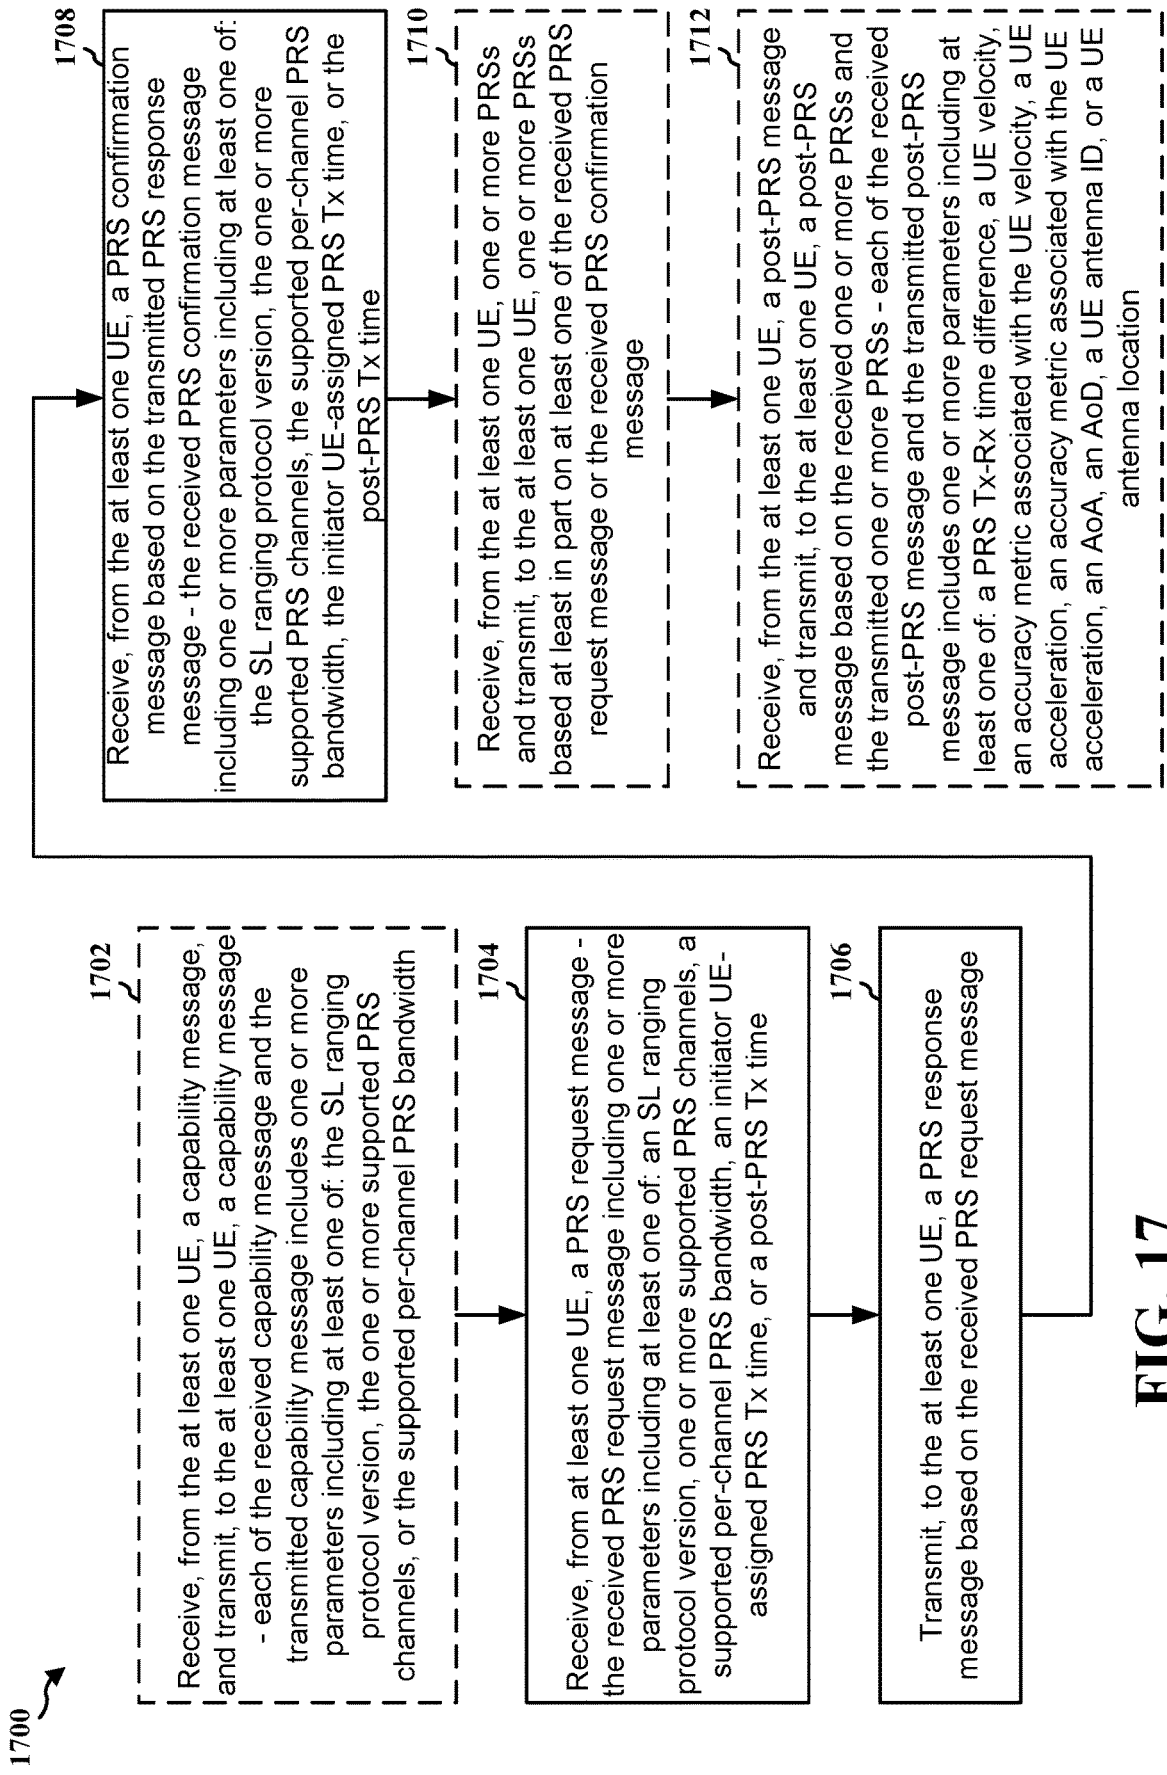 1700
1702
Receive, from the at least one UE, a capability message,
and transmit, to the at least one UE, a capability message
- each of the received capability message and the
transmitted capability message includes one or more
parameters including at least one of: the SL ranging
protocol version, the one or more supported PRS
channels, or the supported per-channel PRS bandwidth
1704
Receive, from at least one UE, a PRS request message -
the received PRS request message including one or more
parameters including at least one of: an SL ranging
protocol version, one or more supported PRS channels, a
supported per-channel PRS bandwidth, an initiator UE-
assigned PRS Tx time, or a post-PRS Tx time
1706
Transmit, to the at least one UE, a PRS response
message based on the received PRS request message
1708
Receive, from the at least one UE, a PRS confirmation
message based on the transmitted PRS response
message - the received PRS confirmation message
including one or more parameters including at least one of:
the SL ranging protocol version, the one or more
supported PRS channels, the supported per-channel PRS
bandwidth, the initiator UE-assigned PRS Tx time, or the
post-PRS Tx time
1710
Receive, from the at least one UE, one or more PRSs
and transmit, to the at least one UE, one or more PRSs
based at least in part on at least one of the received PRS
request message or the received PRS confirmation
message
1712
Receive, from the at least one UE, a post-PRS message
and transmit, to the at least one UE, a post-PRS
message based on the received one or more PRSs and
the transmitted one or more PRSs - each of the received
post-PRS message and the transmitted post-PRS
message includes one or more parameters including at
least one of: a PRS Tx-Rx time difference, a UE velocity,
an accuracy metric associated with the UE velocity, a UE
acceleration, an accuracy metric associated with the UE
acceleration, an AoA, an AoD, a UE antenna ID, or a UE
antenna location
FIG. 17